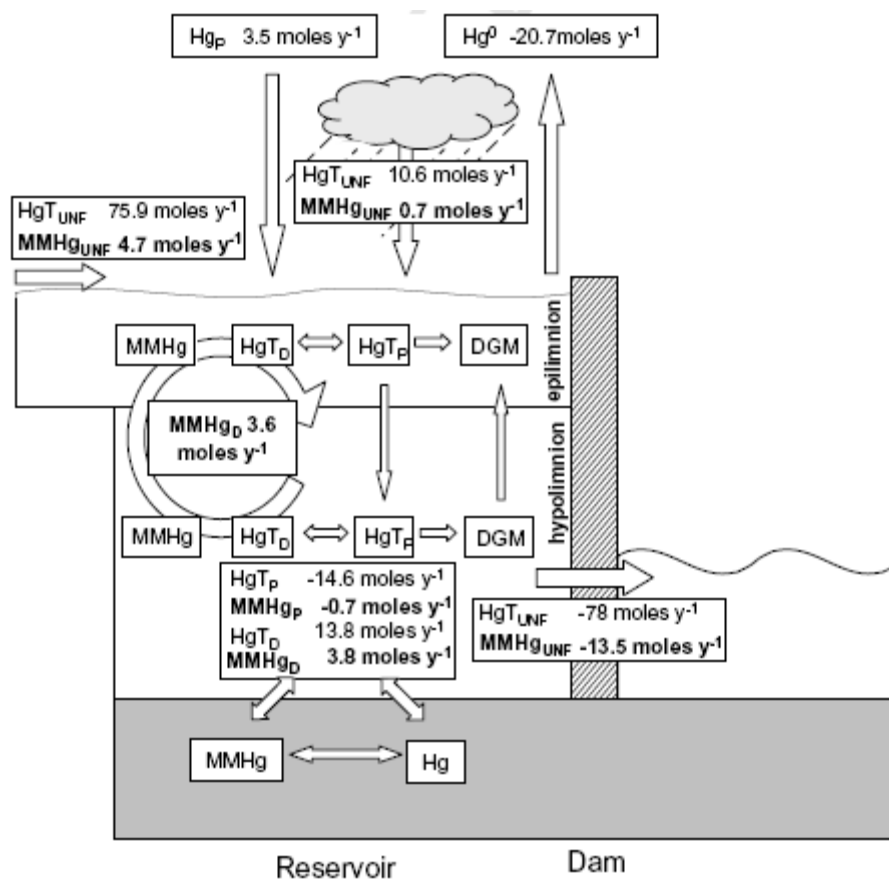 Hg_P 3.5 moles y⁻¹
Hg⁰ -20.7moles y⁻¹
HgT_UNF 10.6 moles y⁻¹
MMHg_UNF 0.7 moles y⁻¹
HgT_UNF 75.9 moles y⁻¹
MMHg_UNF 4.7 moles y⁻¹
MMHg HgT_D HgT_P DGM
epilimnion
MMHg_D 3.6
moles y⁻¹
hypolimnion
MMHg HgT_D HgT_P DGM
HgT_P -14.6 moles y⁻¹
MMHg_P -0.7 moles y⁻¹
HgT_D 13.8 moles y⁻¹
MMHg_D 3.8 moles y⁻¹
HgT_UNF -78 moles y⁻¹
MMHg_UNF -13.5 moles y⁻¹
MMHg Hg
Reservoir Dam